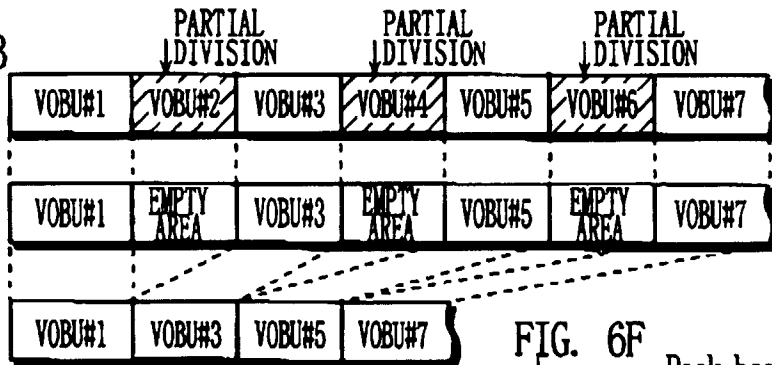 PARTIAL DIVISION
PARTIAL DIVISION
PARTIAL DIVISION
VOBU#1 VOBU#2 VOBU#3 VOBU#4 VOBU#5 VOBU#6 VOBU#7
VOBU#1 EMPTY AREA VOBU#3 EMPTY AREA VOBU#5 EMPTY AREA VOBU#7
VOBU#1 VOBU#3 VOBU#5 VOBU#7
FIG. 6F